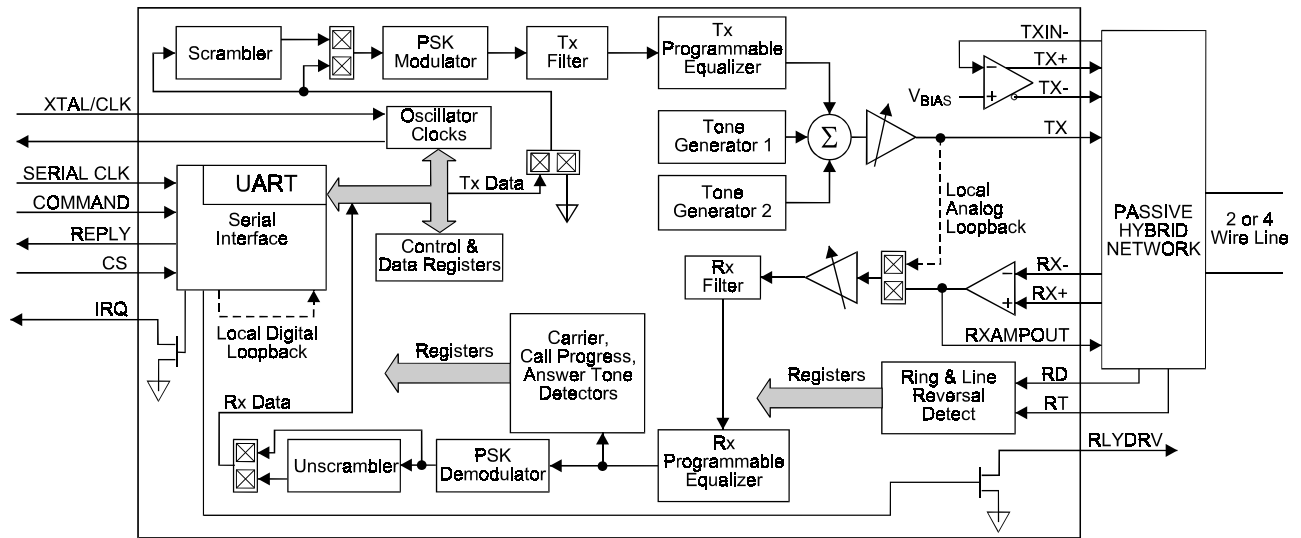 Scrambler
PSK
Modulator
Tx
Filter
Tx
Programmable
Equalizer
TXIN-
TX+
TX-
VBIAS
XTAL/CLK
Oscillator
Clocks
Tone
Generator 1
Σ
TX
SERIAL CLK
COMMAND
REPLY
CS
UART
Serial
Interface
Tx Data
Tone
Generator 2
Local
Analog
Loopback
PASSIVE
HYBRID
NETWORK
2 or 4
Wire Line
Control &
Data Registers
Rx
Filter
RX-
RX+
RXAMPOUT
IRQ
Local Digital
Loopback
Registers
Carrier,
Call Progress,
Answer Tone
Detectors
Registers
Ring & Line
Reversal
Detect
RD
RT
Rx Data
Unscrambler
PSK
Demodulator
Rx
Programmable
Equalizer
RLYDRV